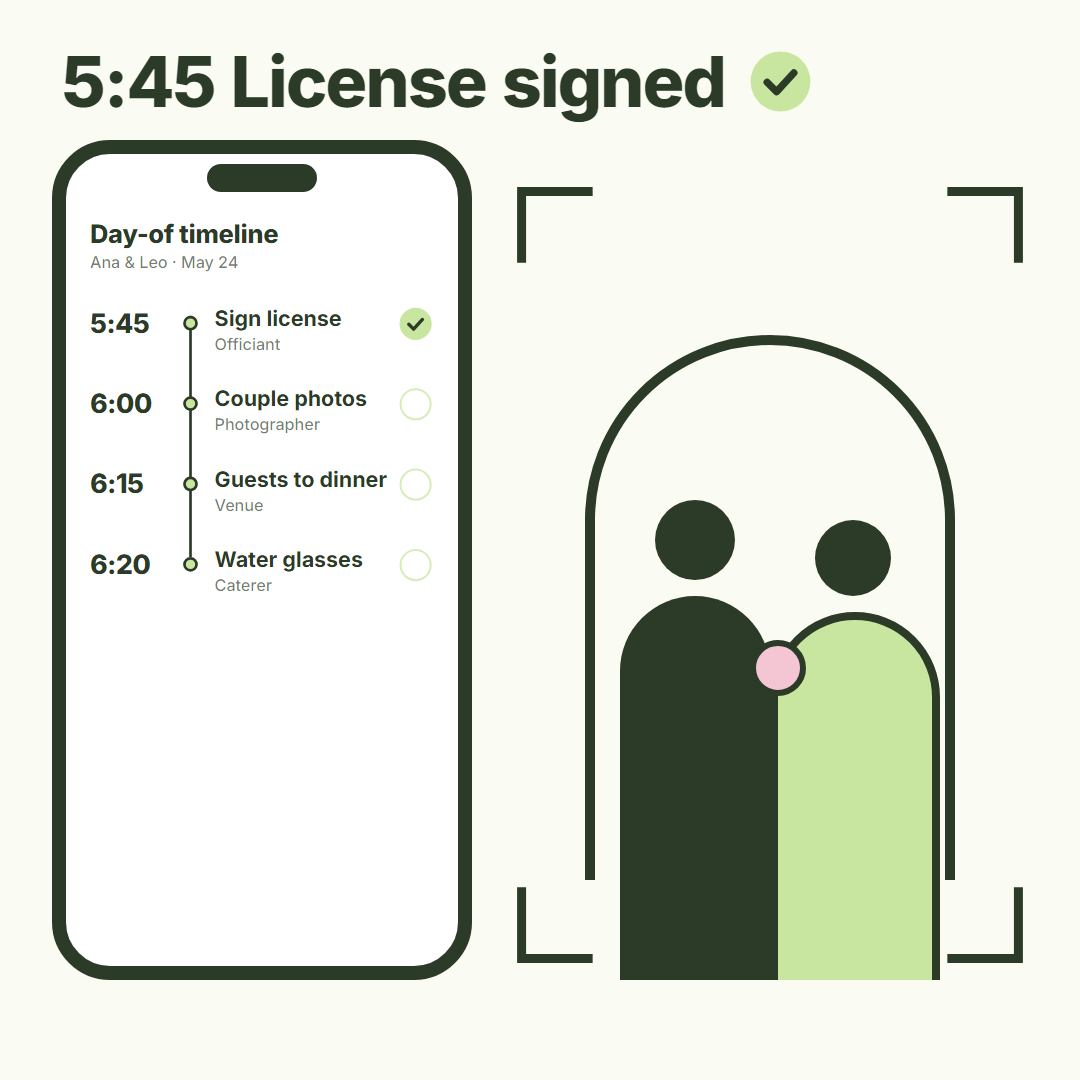 5:45 License signed
Day-of timeline
Ana & Leo · May 24
5:45
Sign license
Officiant
6:00
Couple photos
Photographer
6:15
Guests to dinner
Venue
6:20
Water glasses
Caterer